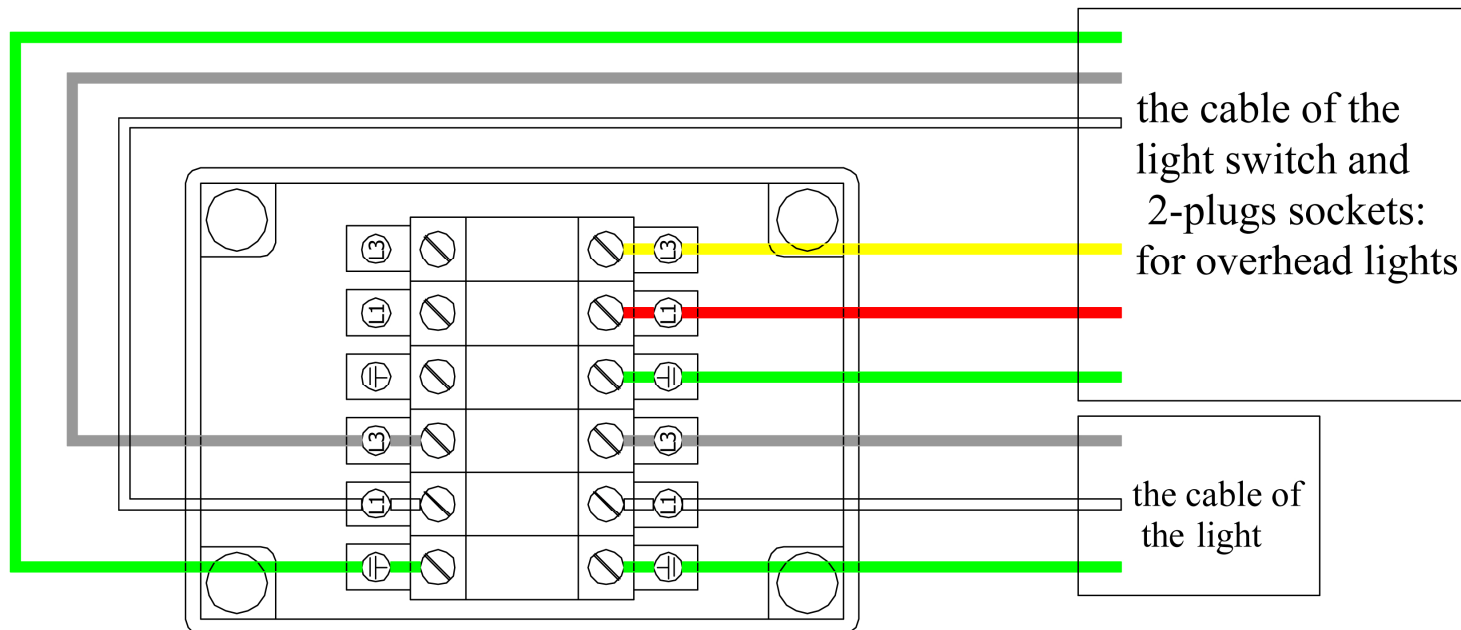 the cable of the
light switch and
2-plugs sockets:
for overhead lights
L3 L3
L1 L1
L3 L3
L1 L1
the cable of
the light